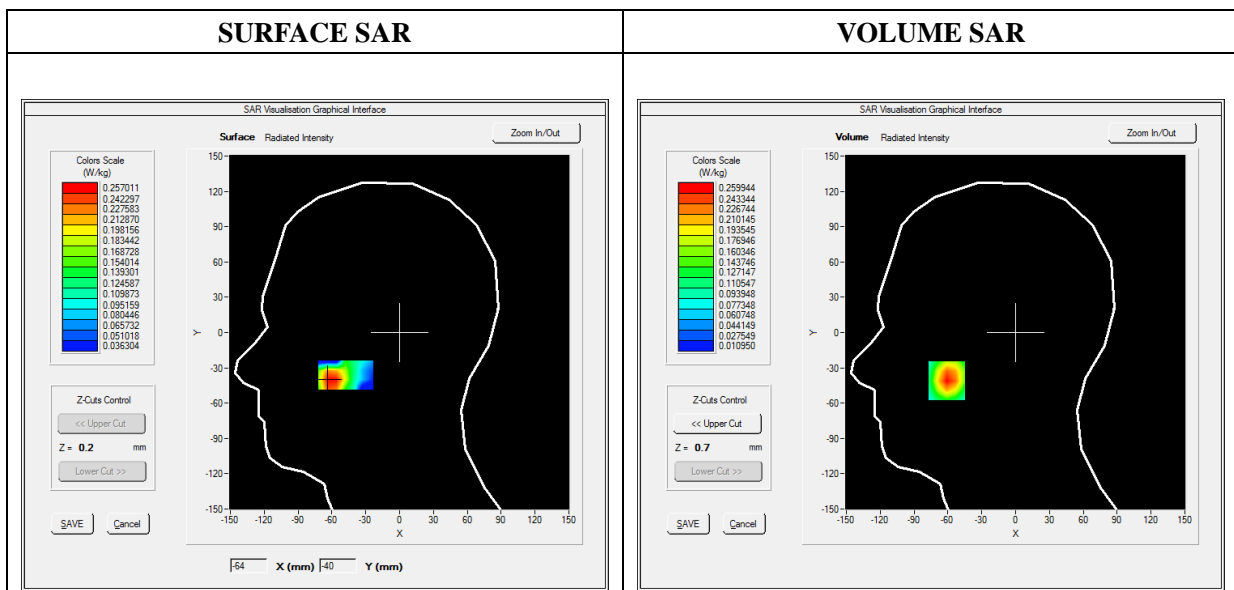 SURFACE SAR
VOLUME SAR
SAR Visualisation Graphical Interface
Surface Radiated Intensity
Zoom In/Out
Colors Scale
(W/kg)
0.257011
0.242297
0.227583
0.212870
0.198156
0.183442
0.168728
0.154014
0.139301
0.124587
0.109873
0.095159
0.080446
0.065732
0.051018
0.036304
Z-Cuts Control
<< Upper Cut
Z = 0.2 mm
Lower Cut >>
SAVE Cancel
150
120
90
60
30
0
-30
-60
-90
-120
-150
Y
-150 -120 -90 -60 -30 0 30 60 90 120 150
X
-64 X (mm) -40 Y (mm)
SAR Visualisation Graphical Interface
Volume Radiated Intensity
Zoom In/Out
Colors Scale
(W/kg)
0.259944
0.243344
0.226744
0.210145
0.193545
0.176946
0.160346
0.143746
0.127147
0.110547
0.093948
0.077348
0.060748
0.044149
0.027549
0.010950
Z-Cuts Control
<< Upper Cut
Z = 0.7 mm
Lower Cut >>
SAVE Cancel
150
120
90
60
30
0
-30
-60
-90
-120
-150
Y
-150 -120 -90 -60 -30 0 30 60 90 120 150
X